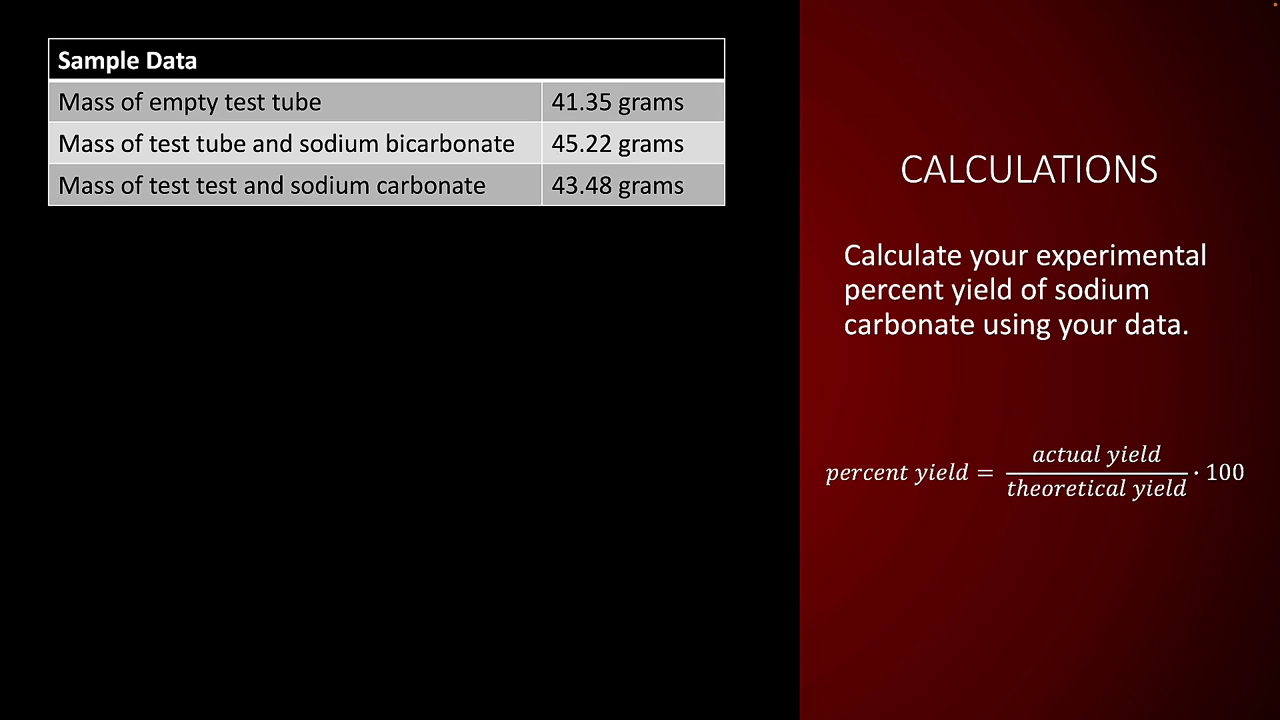 Sample Data
Mass of empty test tube 41.35 grams
Mass of test tube and sodium bicarbonate 45.22 grams
Mass of test test and sodium carbonate 43.48 grams
CALCULATIONS
Calculate your experimental
percent yield of sodium
carbonate using your data.
percent yield = actual yield / theoretical yield · 100